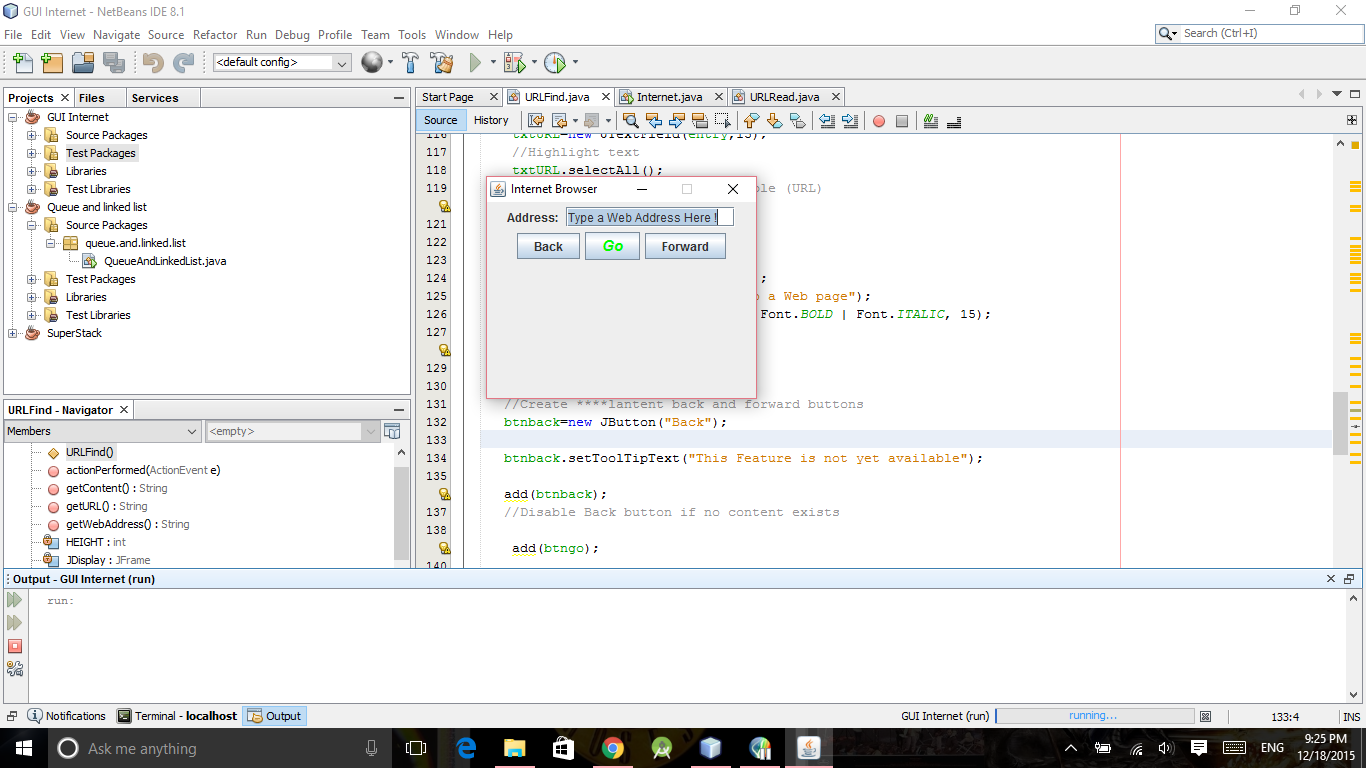 GUI Internet - NetBeans IDE 8.1
File Edit View Navigate Source Refactor Run Debug Profile Team Tools Window Help
Search (Ctrl+I)
<default config>
Projects Files Services
GUI Internet
Source Packages
Test Packages
Libraries
Test Libraries
Queue and linked list
Source Packages
queue.and.linked.list
QueueAndLinkedList.java
Test Packages
Libraries
Test Libraries
SuperStack
URLFind - Navigator
Members
<empty>
URLFind()
actionPerformed(ActionEvent e)
getContent() : String
getURL() : String
getWebAddress() : String
HEIGHT : int
JDisplay : JFrame
Start Page URLFind.java Internet.java URLRead.java
Source History
116 txtURL=new JTextField(entry,15);
117 //Highlight text
118 txtURL.selectAll();
119 ble (URL)
121
122
123
124 ;
125 a Web page");
126 Font.BOLD | Font.ITALIC, 15);
127
129
130
131 //Create ****lantent back and forward buttons
132 btnback=new JButton("Back");
133
134 btnback.setToolTipText("This Feature is not yet available");
135
add(btnback);
137 //Disable Back button if no content exists
138
add(btngo);
140
Internet Browser
Address: Type a Web Address Here !
Back Go Forward
Output - GUI Internet (run)
run:
Notifications Terminal - localhost Output
GUI Internet (run) running... 133:4 INS
Ask me anything
ENG
9:25 PM
12/18/2015